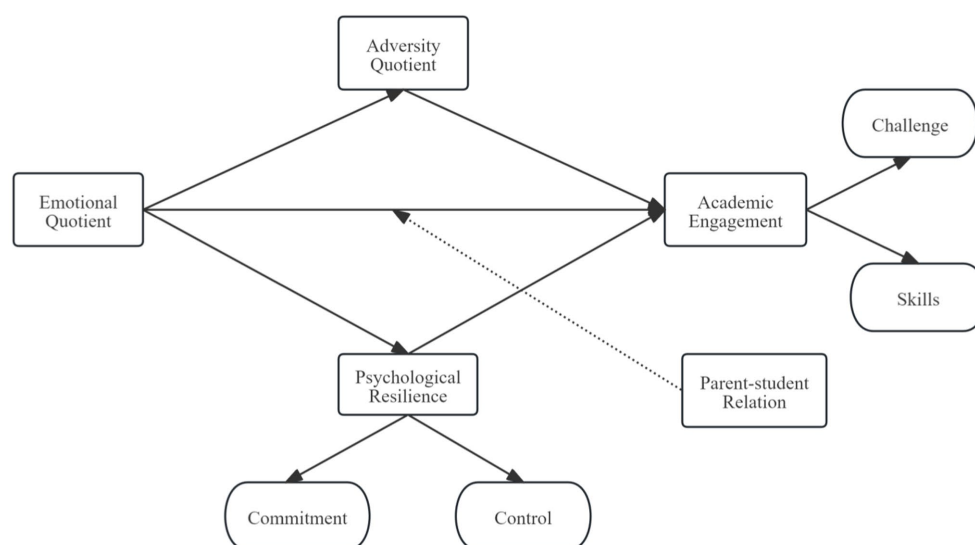 Adversity
Quotient
Challenge
Emotional
Quotient
Academic
Engagement
Skills
Psychological
Resilience
Parent-student
Relation
Commitment
Control